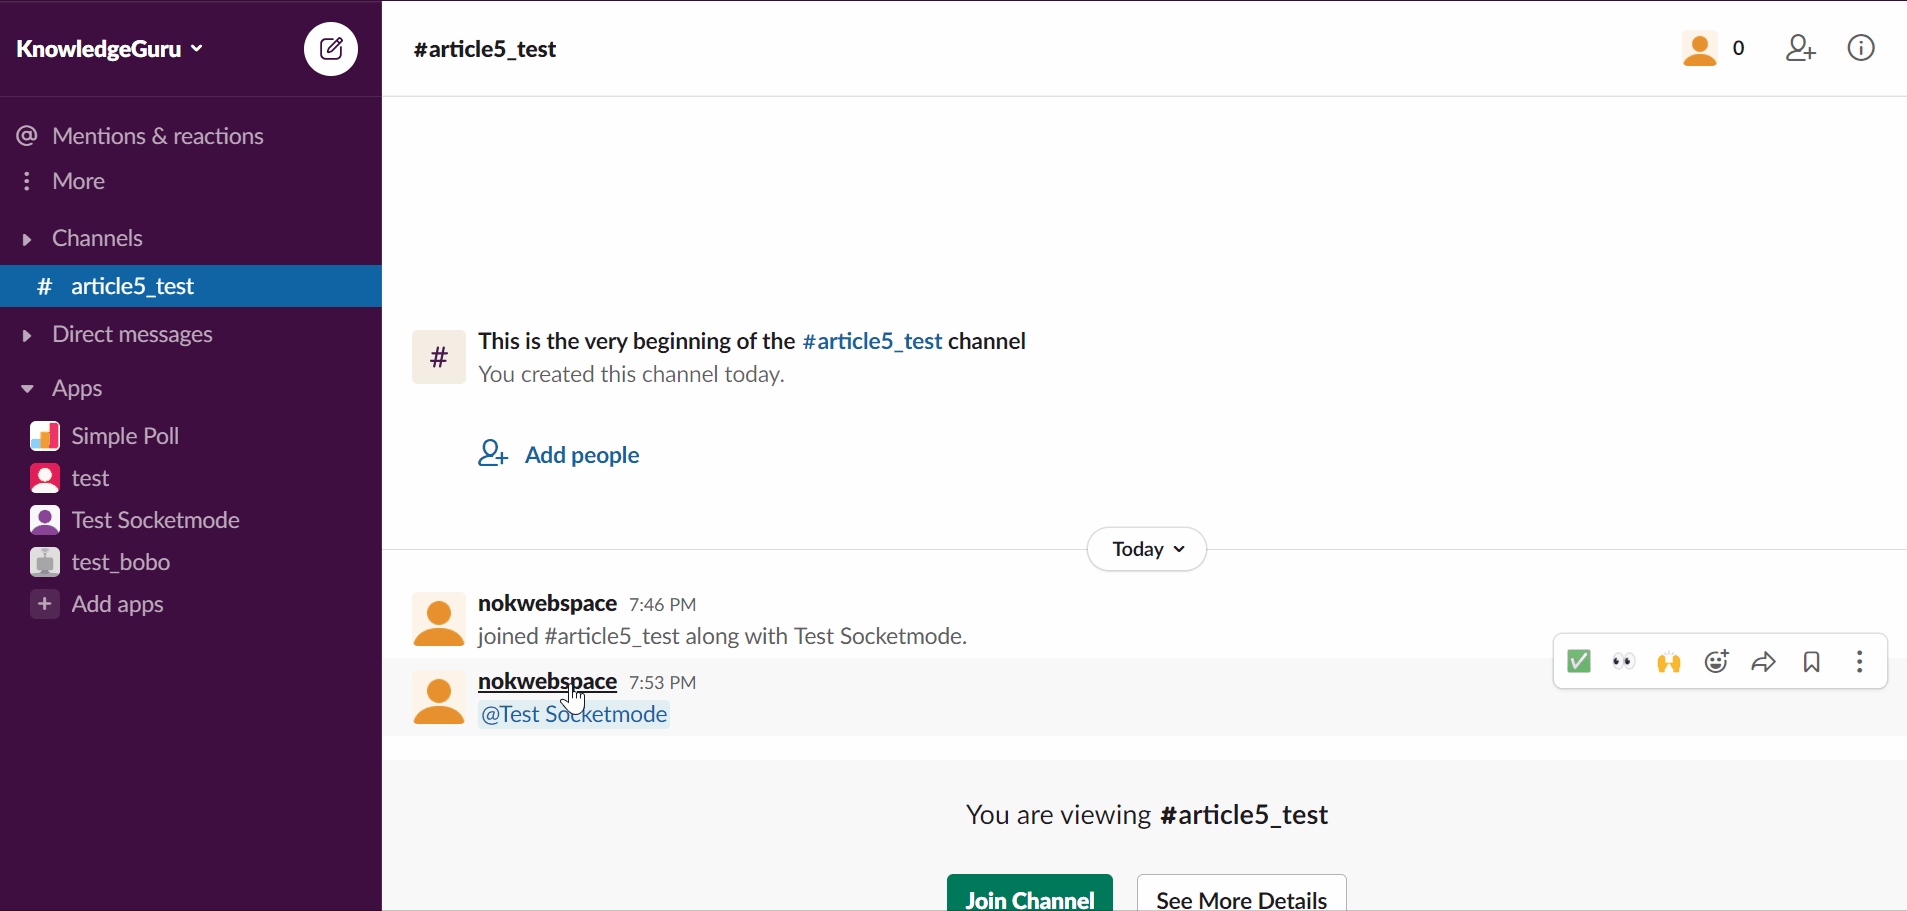 KnowledgeGuru
#article5_test
0
@ Mentions & reactions
More
Channels
# article5_test
Direct messages
Apps
Simple Poll
test
Test Socketmode
test_bobo
+ Add apps
# This is the very beginning of the #article5_test channel
You created this channel today.
Add people
Today
nokwebspace 7:46 PM
joined #article5_test along with Test Socketmode.
nokwebspace 7:53 PM
@Test Socketmode
You are viewing #article5_test
Join Channel See More Details